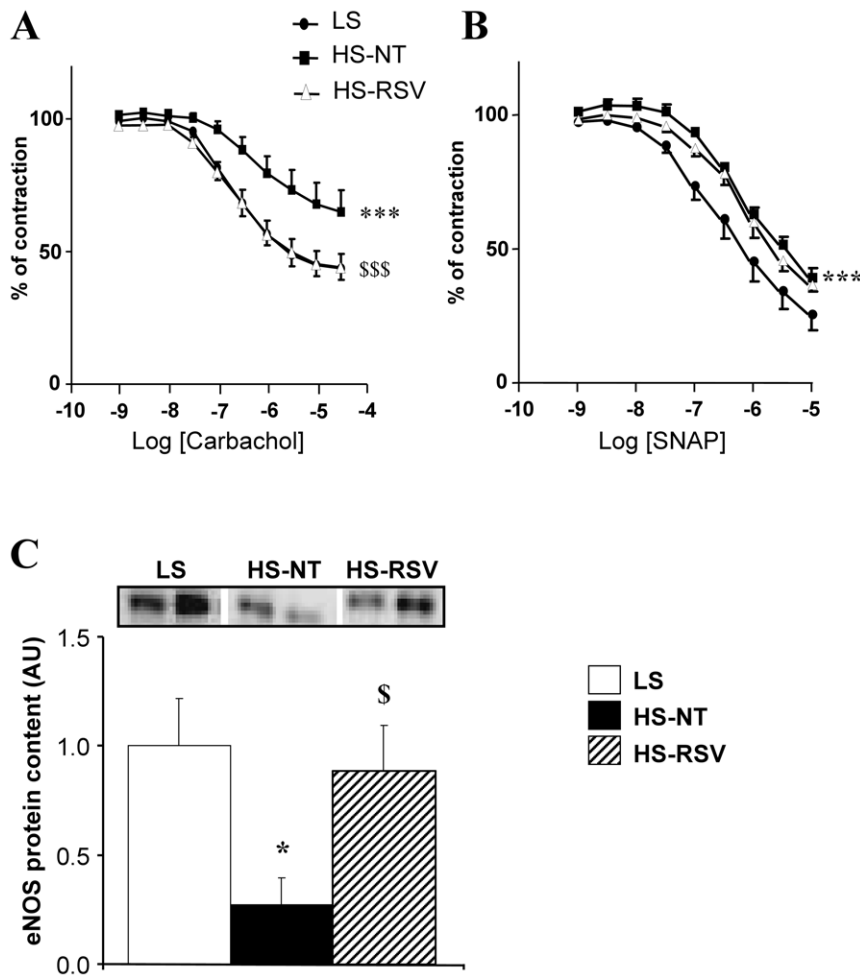 A
LS
HS-NT
HS-RSV
% of contraction
100
50
0
-10 -9 -8 -7 -6 -5 -4
Log [Carbachol]
***
$$$
B
% of contraction
100
50
0
-10 -9 -8 -7 -6 -5
Log [SNAP]
***
C
LS HS-NT HS-RSV
eNOS protein content (AU)
1.5
1.0
0.5
0.0
*
$
LS
HS-NT
HS-RSV